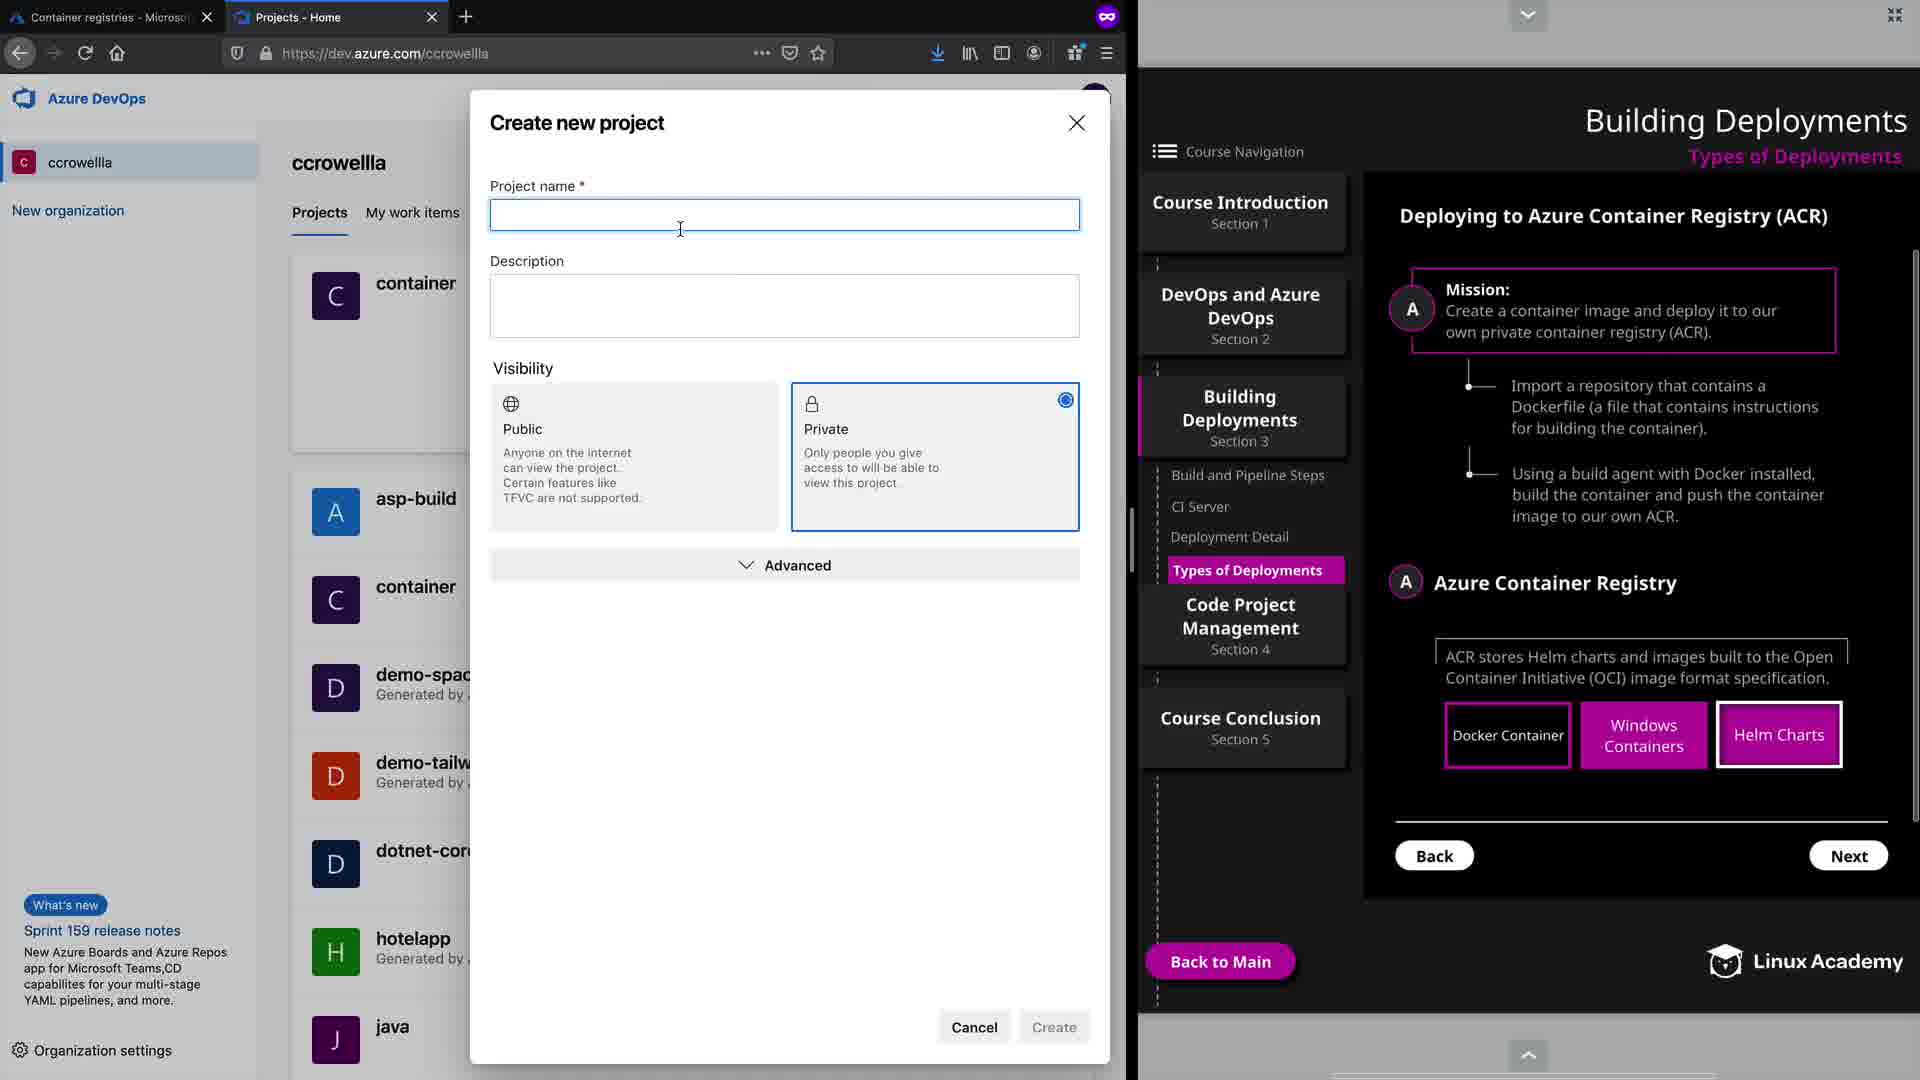 Container registries - Microso
Projects - Home
https://dev.azure.com/ccrowellla
Azure DevOps
C
ccrowellla
New organization
ccrowellla
Projects
My work items
C
container
A
asp-build
C
container
D
demo-spac
Generated by
D
demo-tailw
Generated by
D
dotnet-cor
H
hotelapp
Generated by
J
java
What's new
Sprint 159 release notes
New Azure Boards and Azure Repos
app for Microsoft Teams,CD
capabilites for your multi-stage
YAML pipelines, and more.
Organization settings
Create new project
Project name *
Description
Visibility
Public
Anyone on the internet
can view the project.
Certain features like
TFVC are not supported.
Private
Only people you give
access to will be able to
view this project.
Advanced
Cancel
Create
Building Deployments
Types of Deployments
Course Navigation
Course Introduction
Section 1
DevOps and Azure
DevOps
Section 2
Building
Deployments
Section 3
Build and Pipeline Steps
CI Server
Deployment Detail
Types of Deployments
Code Project
Management
Section 4
Course Conclusion
Section 5
Back to Main
Deploying to Azure Container Registry (ACR)
A
Mission:
Create a container image and deploy it to our
own private container registry (ACR).
Import a repository that contains a
Dockerfile (a file that contains instructions
for building the container).
Using a build agent with Docker installed,
build the container and push the container
image to our own ACR.
A
Azure Container Registry
ACR stores Helm charts and images built to the Open
Container Initiative (OCI) image format specification.
Docker Container
Windows
Containers
Helm Charts
Back
Next
Linux Academy